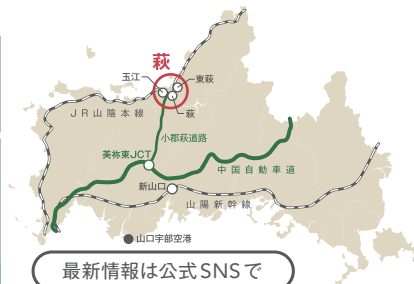 萩
玉江
東萩
萩
JR山陰本線
小郡萩道路
美祢東JCT
中国自動車道
新山口
山陽新幹線
山口宇部空港
最新情報は公式SNSで